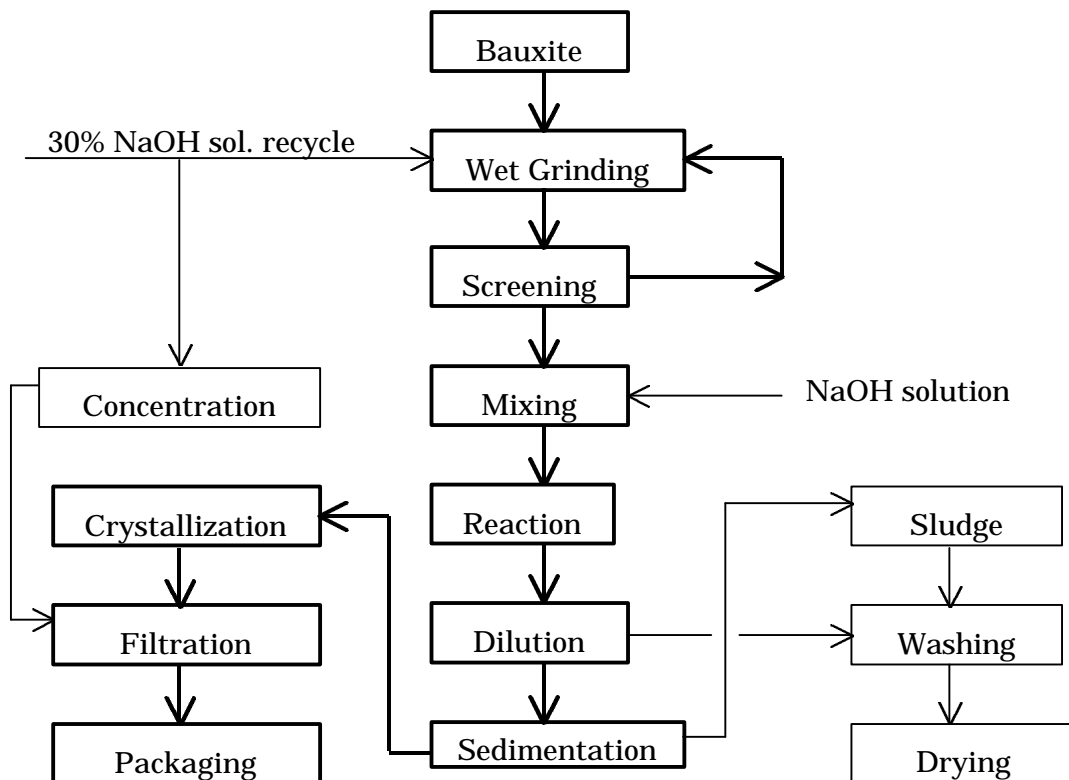 Bauxite
30% NaOH sol. recycle
Wet Grinding
Screening
Concentration
Mixing
NaOH solution
Crystallization
Reaction
Sludge
Filtration
Dilution
Washing
Packaging
Sedimentation
Drying